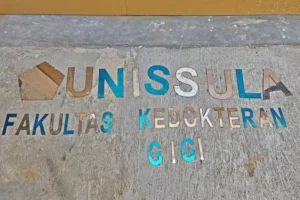 UNISSULA
FAKULTAS KEDOKTERAN
GIGI